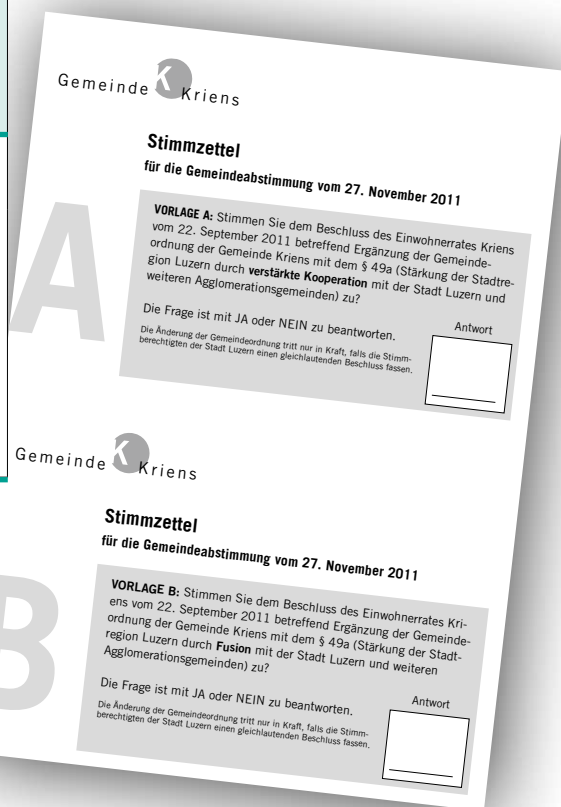 Gemeinde K Kriens
Stimmzettel
für die Gemeindeabstimmung vom 27. November 2011
A
VORLAGE A: Stimmen Sie dem Beschluss des Einwohnerrates Kriens
vom 22. September 2011 betreffend Ergänzung der Gemeinde-
ordnung der Gemeinde Kriens mit dem § 49a (Stärkung der Stadtre-
gion Luzern durch verstärkte Kooperation mit der Stadt Luzern und
weiteren Agglomerationsgemeinden) zu?
Die Frage ist mit JA oder NEIN zu beantworten.
Die Änderung der Gemeindeordnung tritt nur in Kraft, falls die Stimm-
berechtigten der Stadt Luzern einen gleichlautenden Beschluss fassen.
Antwort
Gemeinde K Kriens
Stimmzettel
für die Gemeindeabstimmung vom 27. November 2011
B
VORLAGE B: Stimmen Sie dem Beschluss des Einwohnerrates Kri-
ens vom 22. September 2011 betreffend Ergänzung der Gemeinde-
ordnung der Gemeinde Kriens mit dem § 49a (Stärkung der Stadt-
region Luzern durch Fusion mit der Stadt Luzern und weiteren
Agglomerationsgemeinden) zu?
Die Frage ist mit JA oder NEIN zu beantworten.
Die Änderung der Gemeindeordnung tritt nur in Kraft, falls die Stimm-
berechtigten der Stadt Luzern einen gleichlautenden Beschluss fassen.
Antwort